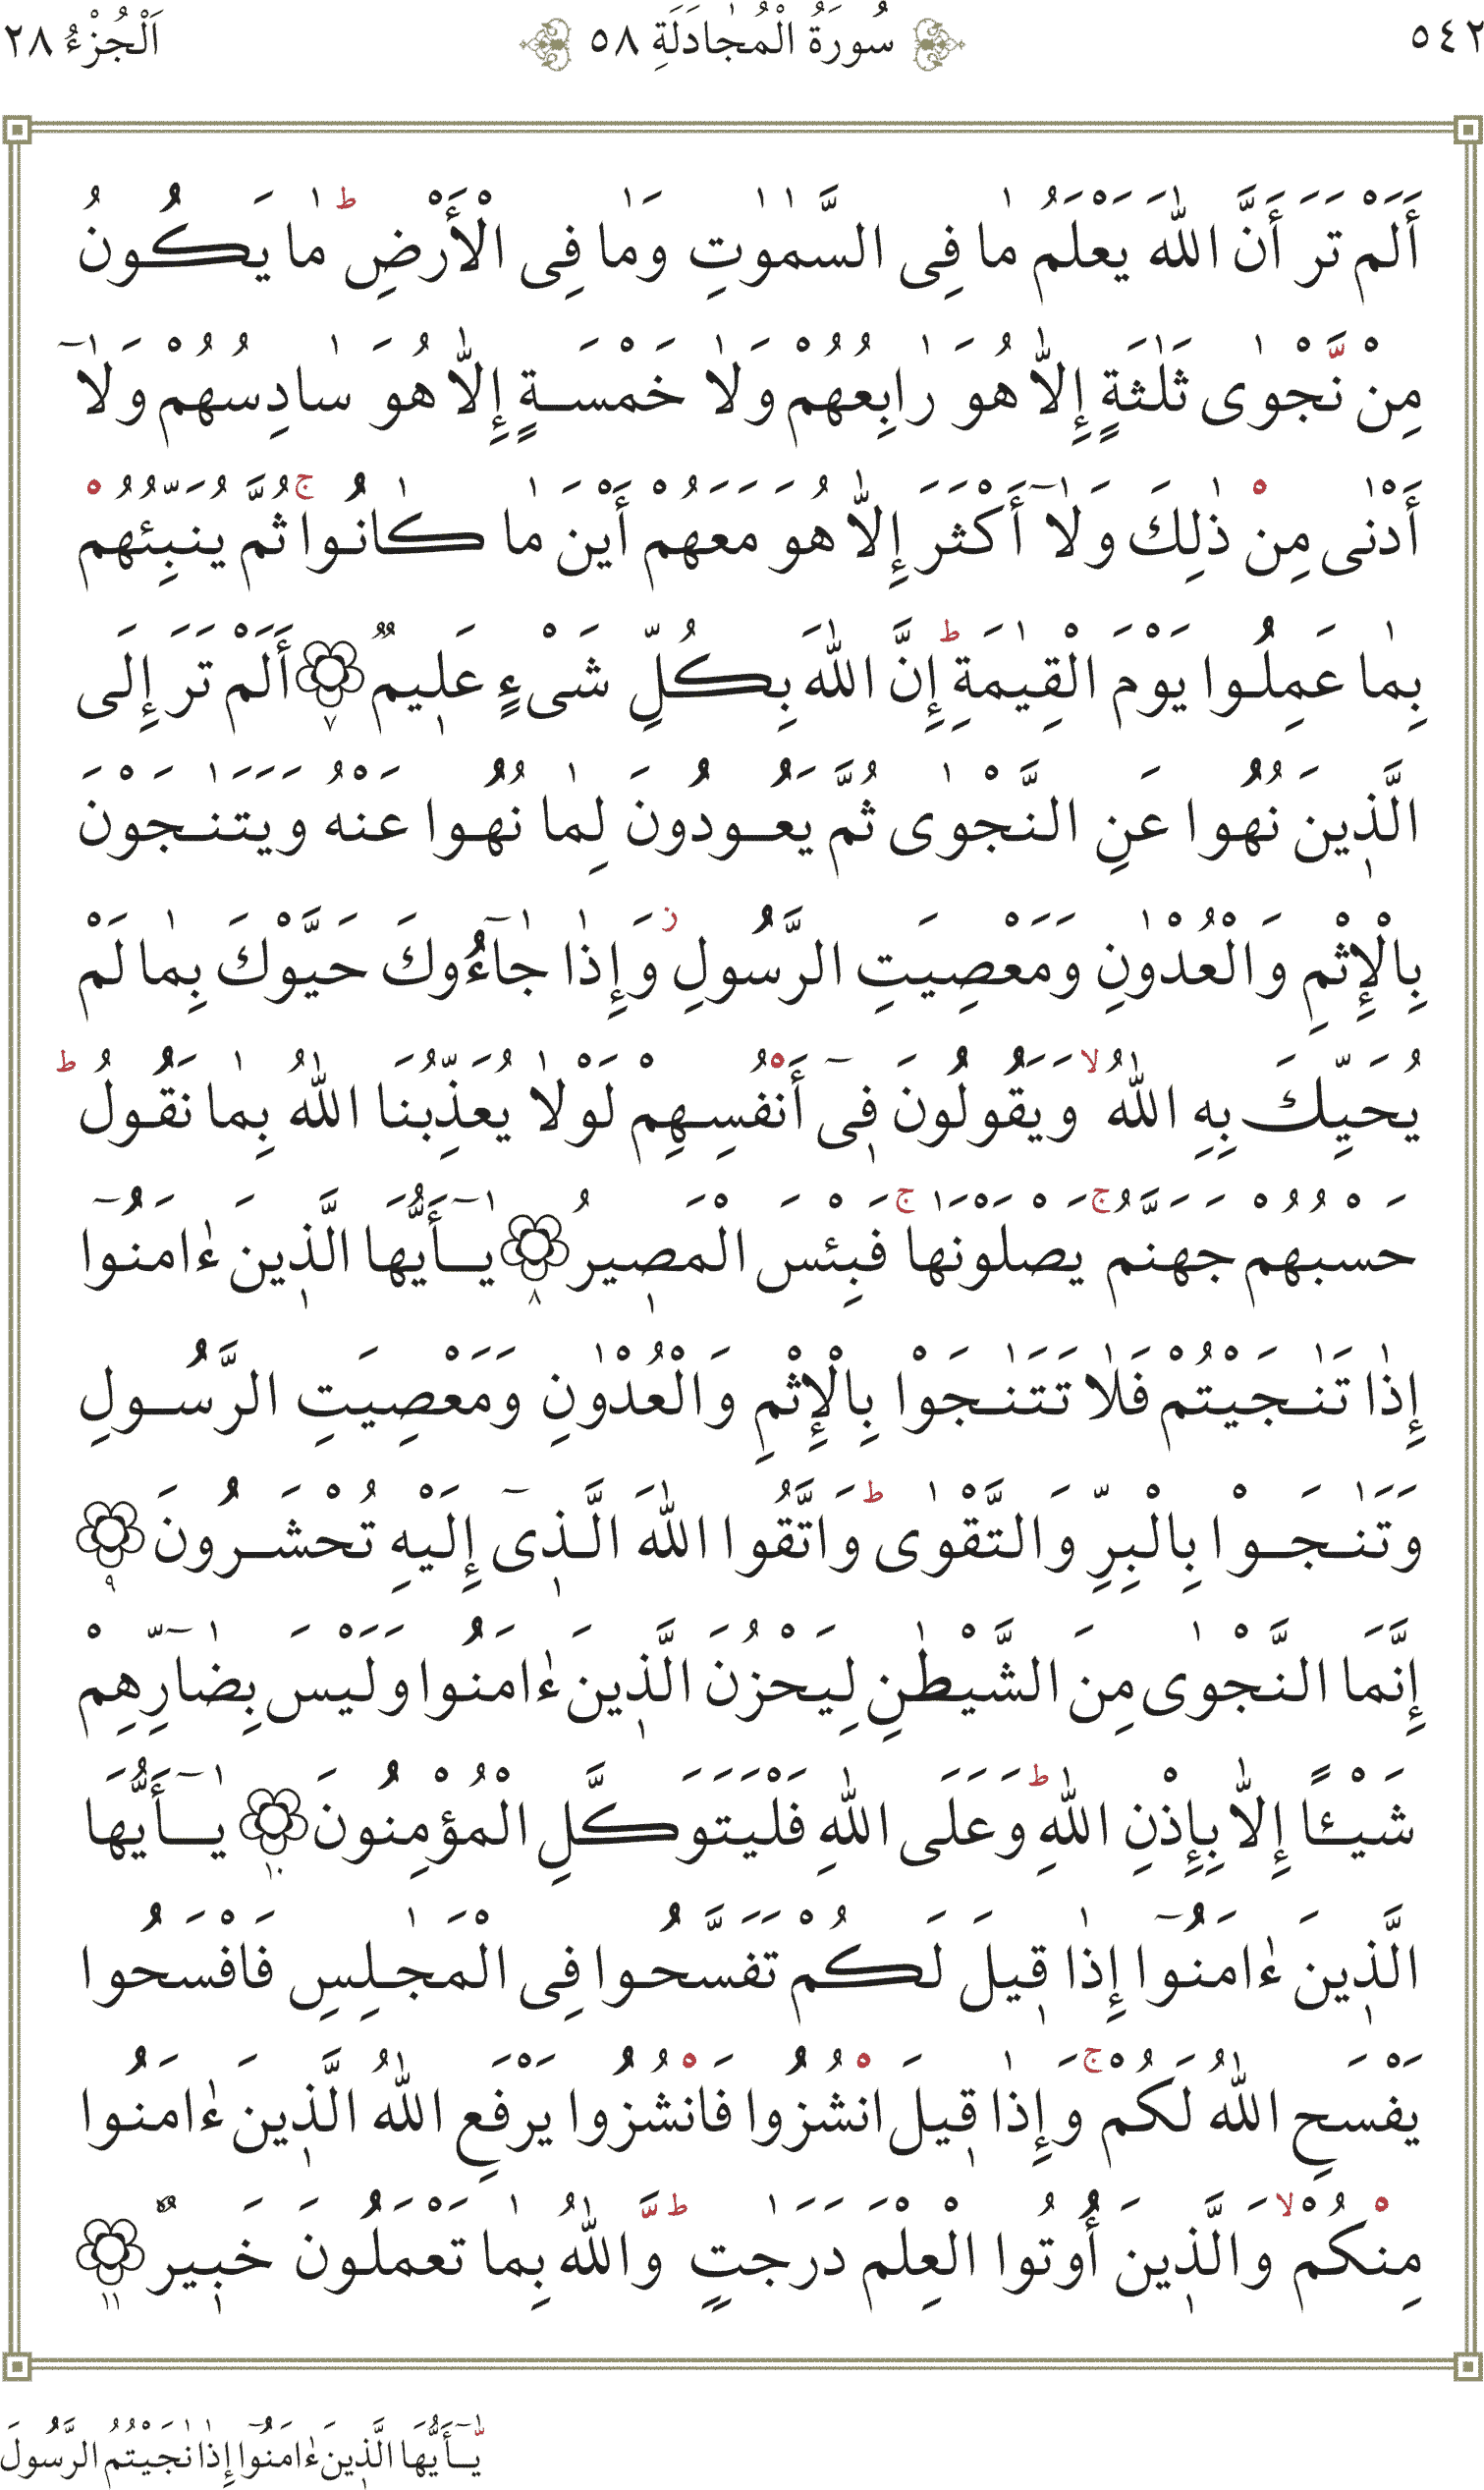 ٥٤٢ سُورَةُ الْمُجَادَلَةِ ٥٨ اَلْجُزْءُ ٢٨
أَلَمْ تَرَ أَنَّ اللّٰهَ يَعْلَمُ مَا فِى السَّمٰوٰتِ وَمَا فِى الْأَرْضِ ۗ مَا يَكُونُ
مِنْ نَّجْوٰى ثَلٰثَةٍ إِلَّا هُوَ رَابِعُهُمْ وَلَا خَمْسَةٍ إِلَّا هُوَ سَادِسُهُمْ وَلَآ
أَدْنٰى مِنْ ذٰلِكَ وَلَآ أَكْثَرَ إِلَّا هُوَ مَعَهُمْ أَيْنَ مَا كَانُوا ۚ ثُمَّ يُنَبِّئُهُمْ
بِمَا عَمِلُوا يَوْمَ الْقِيٰمَةِ ۗ إِنَّ اللّٰهَ بِكُلِّ شَىْءٍ عَلِيمٌ ٧ أَلَمْ تَرَ إِلَى
الَّذِينَ نُهُوا عَنِ النَّجْوٰى ثُمَّ يَعُودُونَ لِمَا نُهُوا عَنْهُ وَيَتَنٰجَوْنَ
بِالْإِثْمِ وَالْعُدْوٰنِ وَمَعْصِيَتِ الرَّسُولِ ز وَإِذَا جَآءُوكَ حَيَّوْكَ بِمَا لَمْ
يُحَيِّكَ بِهِ اللّٰهُ ۙ وَيَقُولُونَ فِىٓ أَنْفُسِهِمْ لَوْلَا يُعَذِّبُنَا اللّٰهُ بِمَا نَقُولُ ۗ
حَسْبُهُمْ جَهَنَّمُ ۚ يَصْلَوْنَهَا ۚ فَبِئْسَ الْمَصِيرُ ٨ يٰٓأَيُّهَا الَّذِينَ ءَامَنُوٓا
إِذَا تَنٰجَيْتُمْ فَلَا تَتَنٰجَوْا بِالْإِثْمِ وَالْعُدْوٰنِ وَمَعْصِيَتِ الرَّسُولِ
وَتَنٰجَوْا بِالْبِرِّ وَالتَّقْوٰى ۗ وَاتَّقُوا اللّٰهَ الَّذِىٓ إِلَيْهِ تُحْشَرُونَ ٩
إِنَّمَا النَّجْوٰى مِنَ الشَّيْطٰنِ لِيَحْزُنَ الَّذِينَ ءَامَنُوا وَلَيْسَ بِضَآرِّهِمْ
شَيْـًٔا إِلَّا بِإِذْنِ اللّٰهِ ۗ وَعَلَى اللّٰهِ فَلْيَتَوَكَّلِ الْمُؤْمِنُونَ ١٠ يٰٓأَيُّهَا
الَّذِينَ ءَامَنُوٓا إِذَا قِيلَ لَكُمْ تَفَسَّحُوا فِى الْمَجٰلِسِ فَافْسَحُوا
يَفْسَحِ اللّٰهُ لَكُمْ ۚ وَإِذَا قِيلَ انْشُزُوا فَانْشُزُوا يَرْفَعِ اللّٰهُ الَّذِينَ ءَامَنُوا
مِنْكُمْ ۙ وَالَّذِينَ أُوتُوا الْعِلْمَ دَرَجٰتٍ ۗ وَّاللّٰهُ بِمَا تَعْمَلُونَ خَبِيرٌ ١١
يّٰٓأَيُّهَا الَّذِينَ ءَامَنُوٓا إِذَا نٰجَيْتُمُ الرَّسُولَ